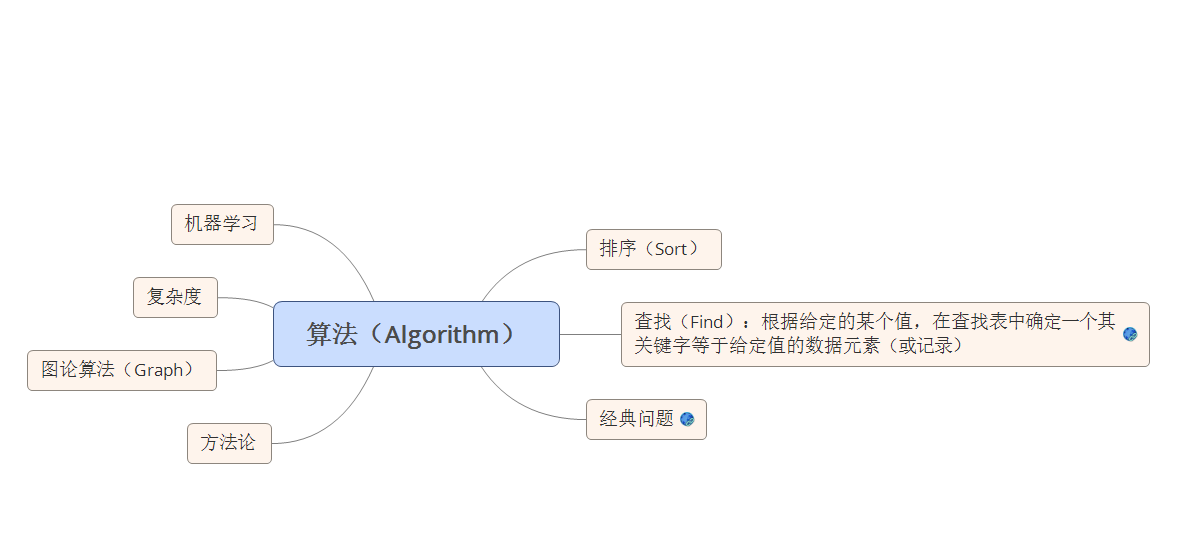 机器学习
复杂度
图论算法（Graph）
方法论
算法（Algorithm）
排序（Sort）
查找（Find）：根据给定的某个值，在查找表中确定一个其
关键字等于给定值的数据元素（或记录）
经典问题